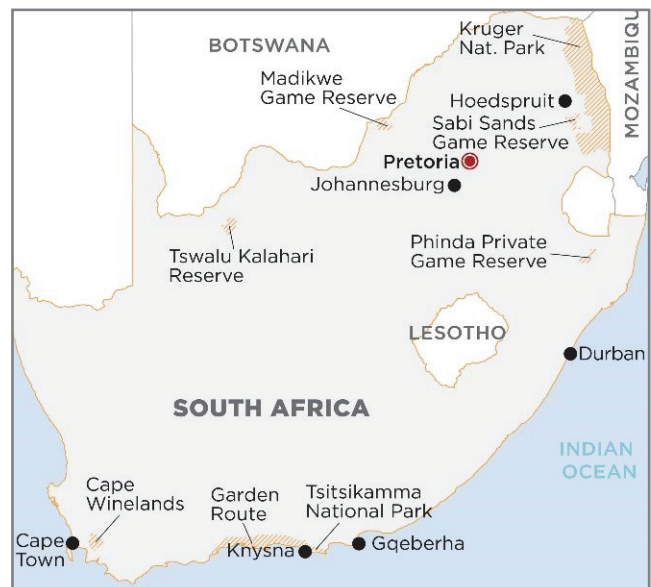 Kruger
Nat. Park
BOTSWANA
MOZAMBIQU
Madikwe
Game Reserve
Hoedspruit
Sabi Sands
Game Reserve
Pretoria
Johannesburg
Tswalu Kalahari
Reserve
Phinda Private
Game Reserve
LESOTHO
Durban
SOUTH AFRICA
INDIAN
OCEAN
Cape
Winelands
Garden
Route
Tsitsikamma
National Park
Cape
Town
Knysna
Gqeberha